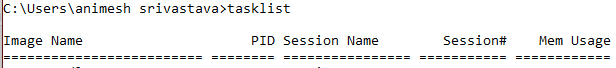 C:\Users\animesh srivastava>tasklist
Image Name                     PID Session Name        Session#    Mem Usage
========================= ======== ================ =========== ============